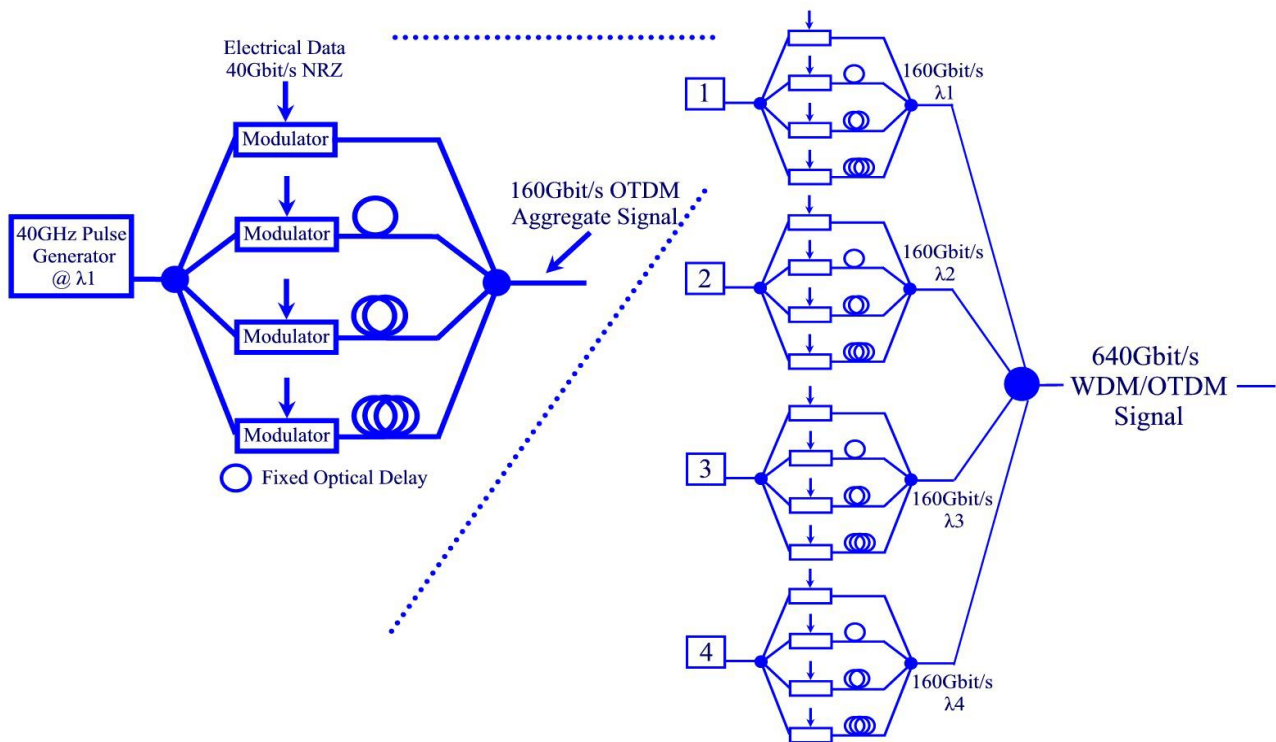 Electrical Data
40Gbit/s NRZ
Modulator
Modulator
Modulator
Modulator
40GHz Pulse
Generator
@ λ1
160Gbit/s OTDM
Aggregate Signal
Fixed Optical Delay
1
160Gbit/s
λ1
2
160Gbit/s
λ2
3
160Gbit/s
λ3
4
160Gbit/s
λ4
640Gbit/s
WDM/OTDM
Signal